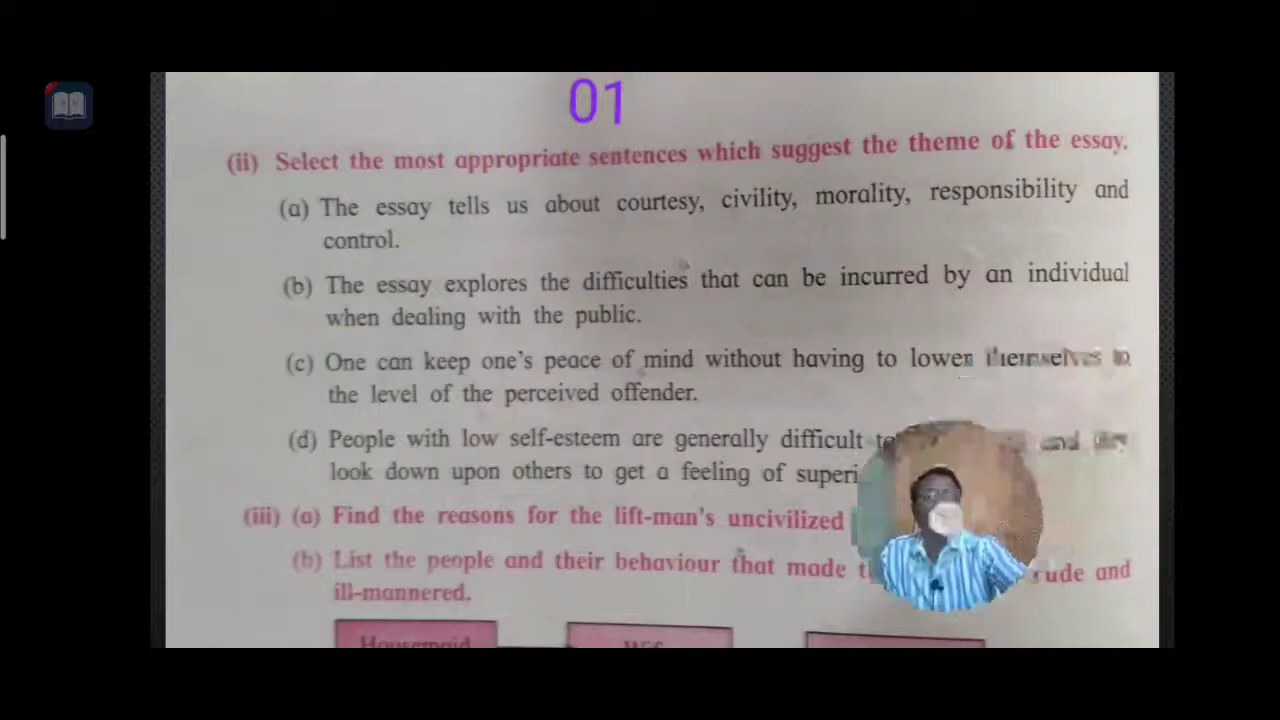 01
(ii) Select the most appropriate sentences which suggest the theme of the essay.
(a) The essay tells us about courtesy, civility, morality, responsibility and
control.
(b) The essay explores the difficulties that can be incurred by an individual
when dealing with the public.
(c) One can keep one's peace of mind without having to lower themselves to
the level of the perceived offender.
(d) People with low self-esteem are generally difficult and they
look down upon others to get a feeling of
(iii) (a) Find the reasons for the lift-man's uncivilized
(b) List the people and their behaviour that made rude and
ill-mannered.
Housemaid